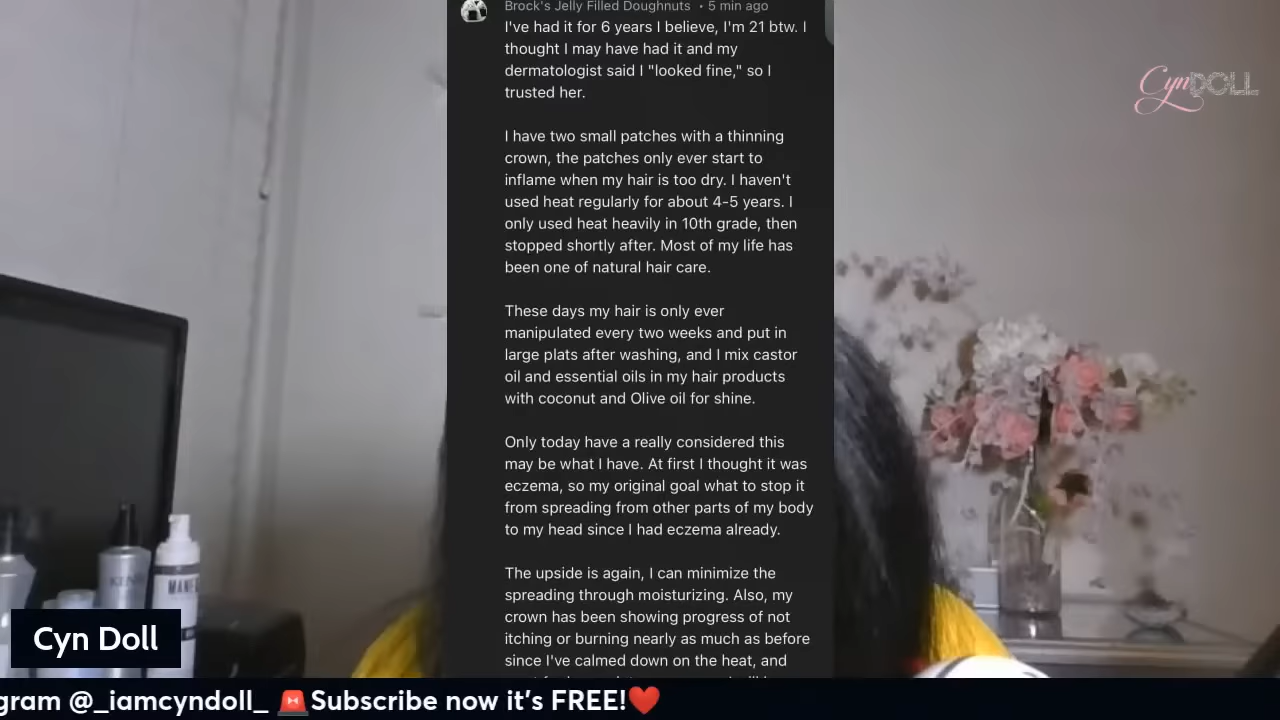 Brock's Jelly Filled Doughnuts • 5 min ago
I've had it for 6 years I believe, I'm 21 btw. I
thought I may have had it and my
dermatologist said I "looked fine," so I
trusted her.
I have two small patches with a thinning
crown, the patches only ever start to
inflame when my hair is too dry. I haven't
used heat regularly for about 4-5 years. I
only used heat heavily in 10th grade, then
stopped shortly after. Most of my life has
been one of natural hair care.
These days my hair is only ever
manipulated every two weeks and put in
large plats after washing, and I mix castor
oil and essential oils in my hair products
with coconut and Olive oil for shine.
Only today have a really considered this
may be what I have. At first I thought it was
eczema, so my original goal what to stop it
from spreading from other parts of my body
to my head since I had eczema already.
The upside is again, I can minimize the
spreading through moisturizing. Also, my
crown has been showing progress of not
itching or burning nearly as much as before
since I've calmed down on the heat, and
CynDOLL
KENRA
MANE
Cyn Doll
gram @_iamcyndoll_ 🚨Subscribe now it's FREE!❤️